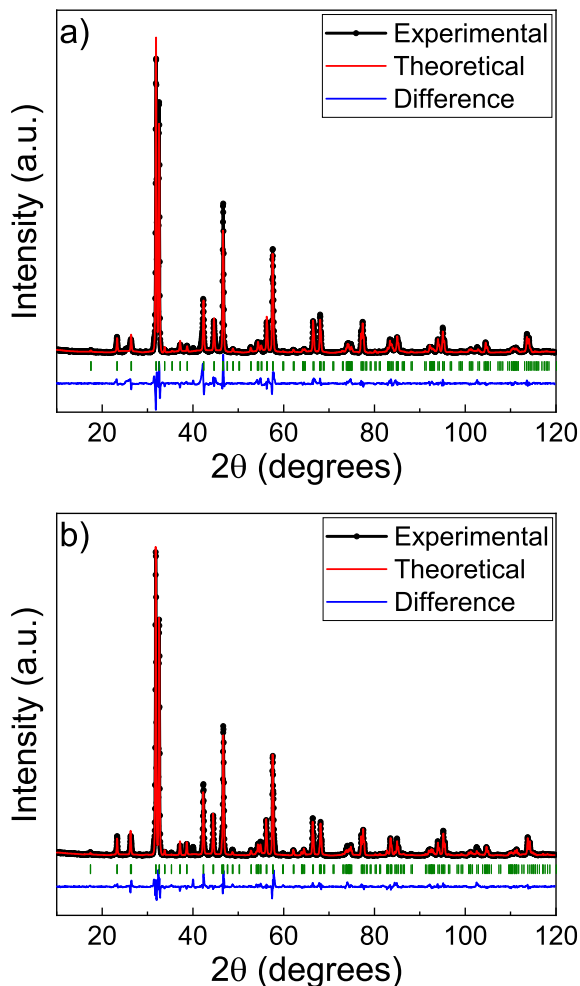 a)
Experimental
Theoretical
Difference
Intensity (a.u.)
20 40 60 80 100 120
2θ (degrees)
b)
Experimental
Theoretical
Difference
Intensity (a.u.)
20 40 60 80 100 120
2θ (degrees)